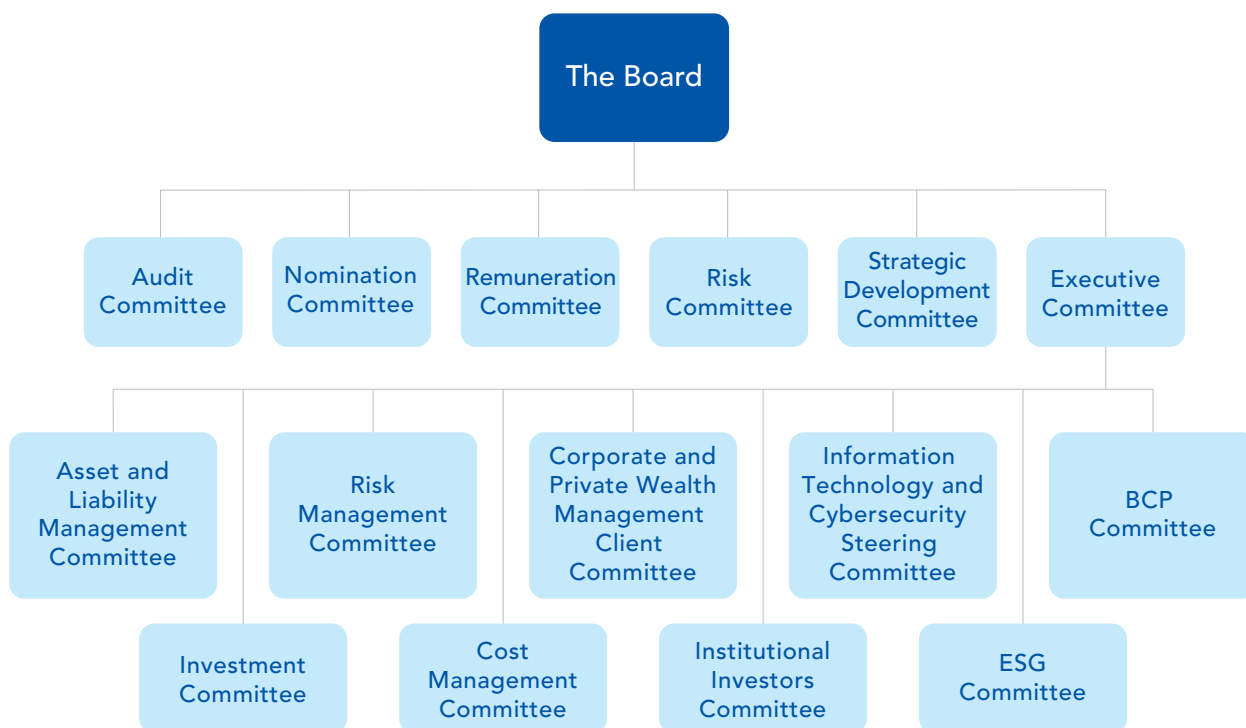 The Board
Audit
Committee
Nomination
Committee
Remuneration
Committee
Risk
Committee
Strategic
Development
Committee
Executive
Committee
Asset and
Liability
Management
Committee
Risk
Management
Committee
Corporate and
Private Wealth
Management
Client
Committee
Information
Technology and
Cybersecurity
Steering
Committee
BCP
Committee
Investment
Committee
Cost
Management
Committee
Institutional
Investors
Committee
ESG
Committee